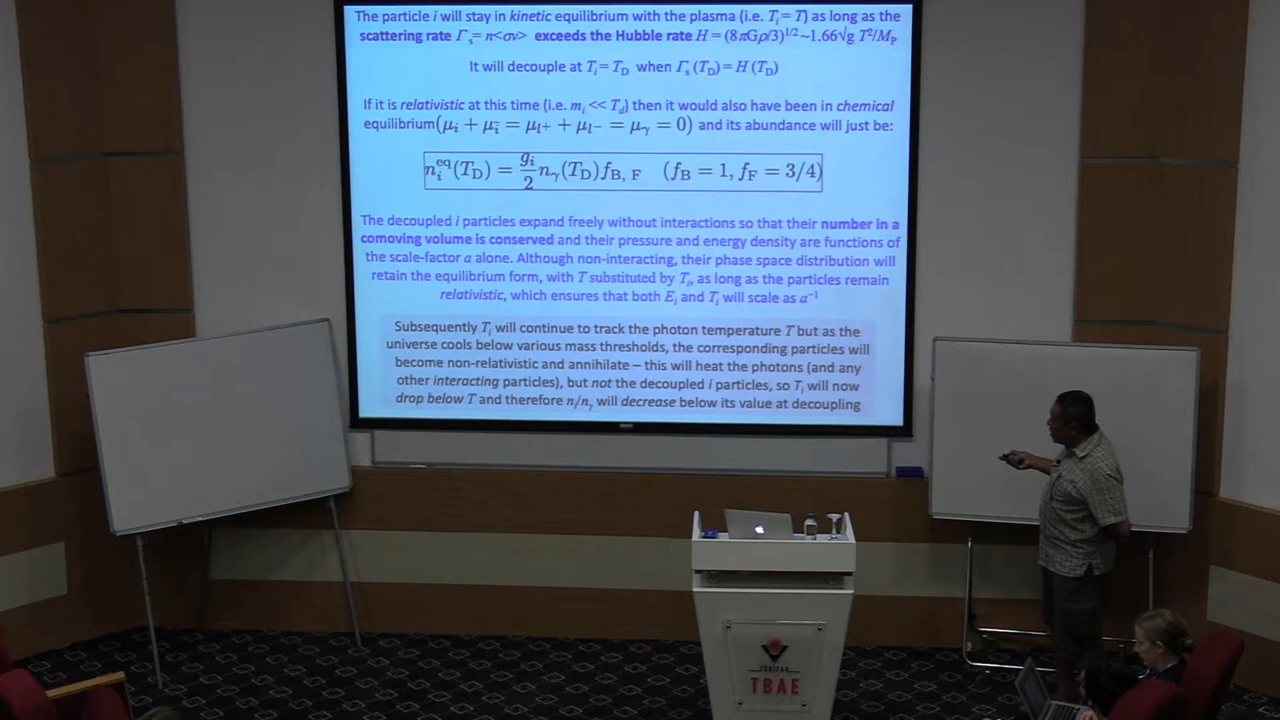 The particle i will stay in kinetic equilibrium with the plasma (i.e. Tᵢ= T) as long as the
scattering rate Γₛ= n<σv> exceeds the Hubble rate H = (8πGρ/3)^1/2 ~1.66√g T²/M_P
It will decouple at Tᵢ= T_D when Γₛ(T_D)= H(T_D)
If it is relativistic at this time (i.e. mᵢ << T_d) then it would also have been in chemical
equilibrium(μᵢ + μ_ī = μ_l+ + μ_l− = μ_γ = 0) and its abundance will just be:
nᵢ^eq(T_D) = gᵢ/2 n_γ(T_D)f_B, F (f_B = 1, f_F = 3/4)
The decoupled i particles expand freely without interactions so that their number in a
comoving volume is conserved and their pressure and energy density are functions of
the scale-factor a alone. Although non-interacting, their phase space distribution will
retain the equilibrium form, with T substituted by Tᵢ, as long as the particles remain
relativistic, which ensures that both Eᵢ and Tᵢ will scale as a⁻¹
Subsequently Tᵢ will continue to track the photon temperature T but as the
universe cools below various mass thresholds, the corresponding particles will
become non-relativistic and annihilate – this will heat the photons (and any
other interacting particles), but not the decoupled i particles, so Tᵢ will now
drop below T and therefore n/n_γ will decrease below its value at decoupling
TÜBİTAK
TBAE